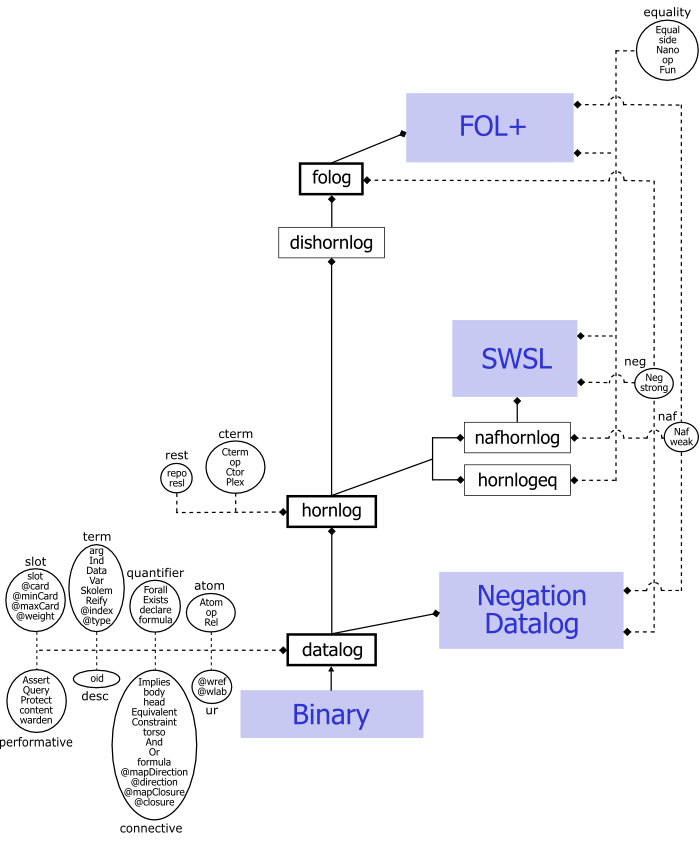 equality
Equal
side
Nano
op
Fun
FOL+
folog
dishornlog
SWSL
neg
Neg
strong
naf
Naf
weak
nafhornlog
hornlogeq
cterm
Cterm
op
Ctor
Plex
rest
repo
resl
hornlog
term
arg
Ind
Data
Var
Skolem
Reify
@index
@type
slot
slot
@card
@minCard
@maxCard
@weight
quantifier
Forall
Exists
declare
formula
atom
Atom
op
Rel
Negation
Datalog
datalog
Assert
Query
Protect
content
warden
performative
oid
desc
Implies
body
head
Equivalent
Constraint
torso
And
Or
formula
@mapDirection
@direction
@mapClosure
@closure
connective
@wref
@wlab
ur
Binary